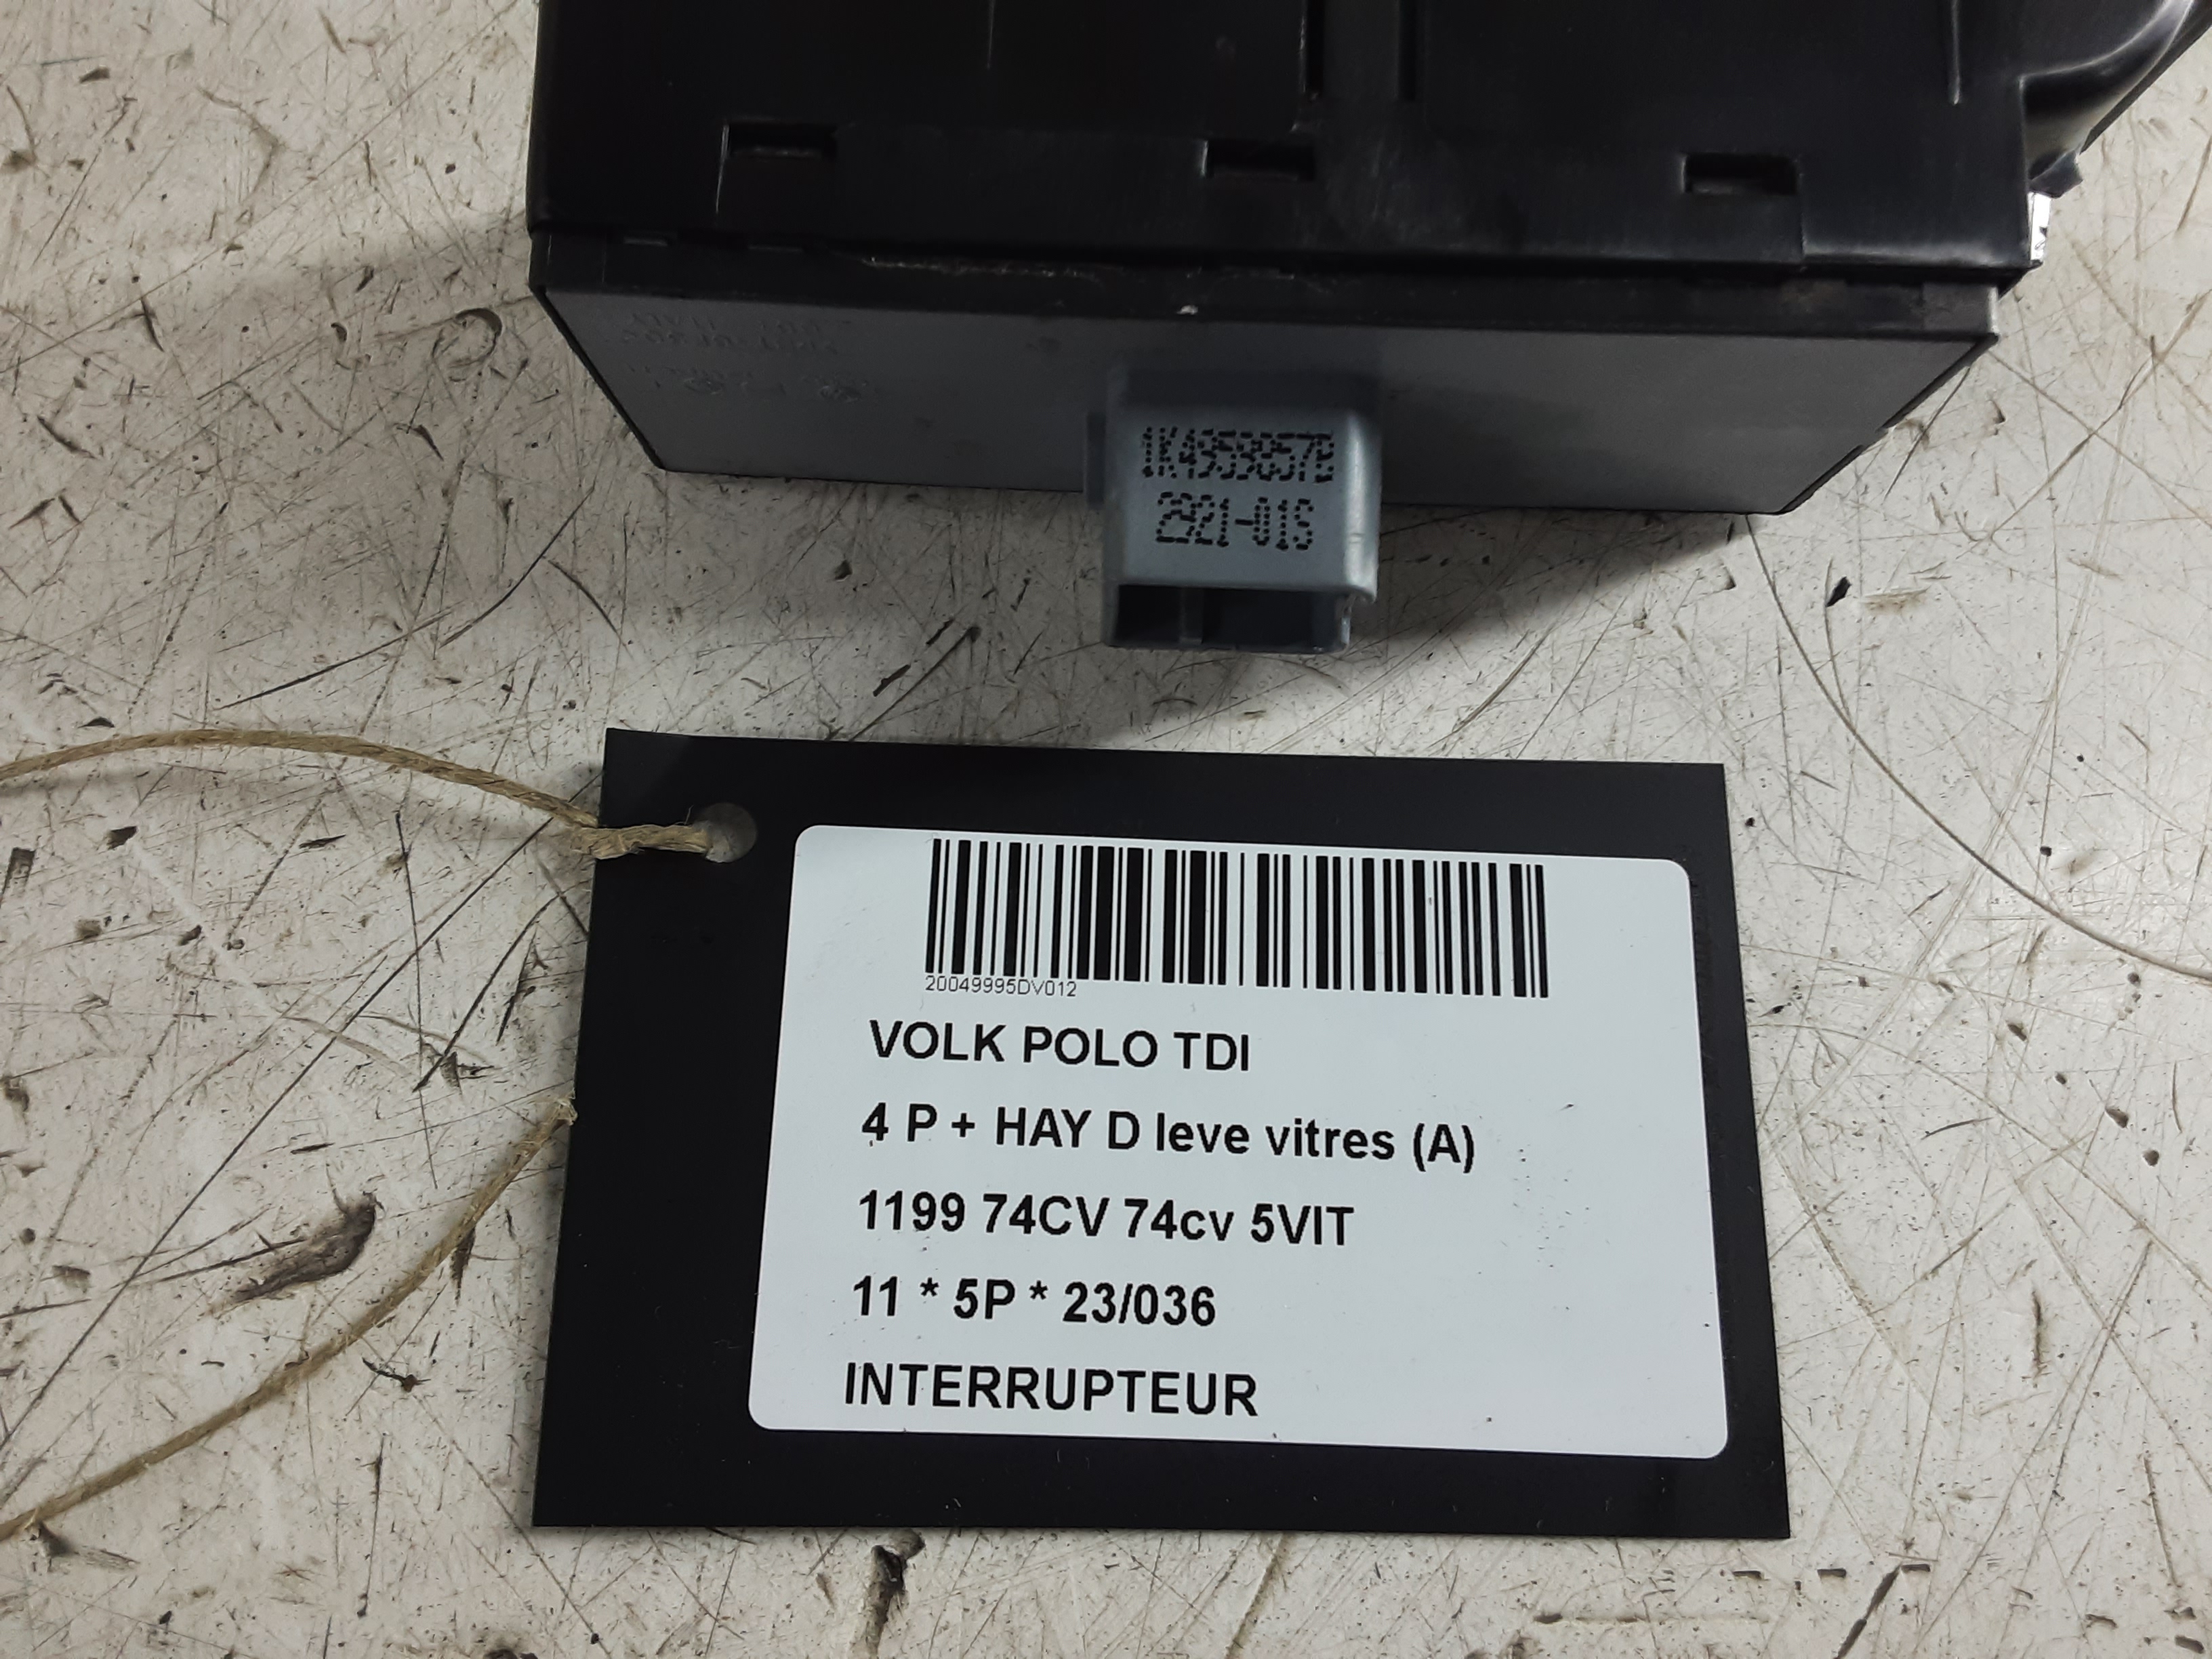 1K4959857B
2921-01S
20049995DV012
VOLK POLO TDI
4 P + HAY D leve vitres (A)
1199 74CV 74cv 5VIT
11 * 5P * 23/036
INTERRUPTEUR